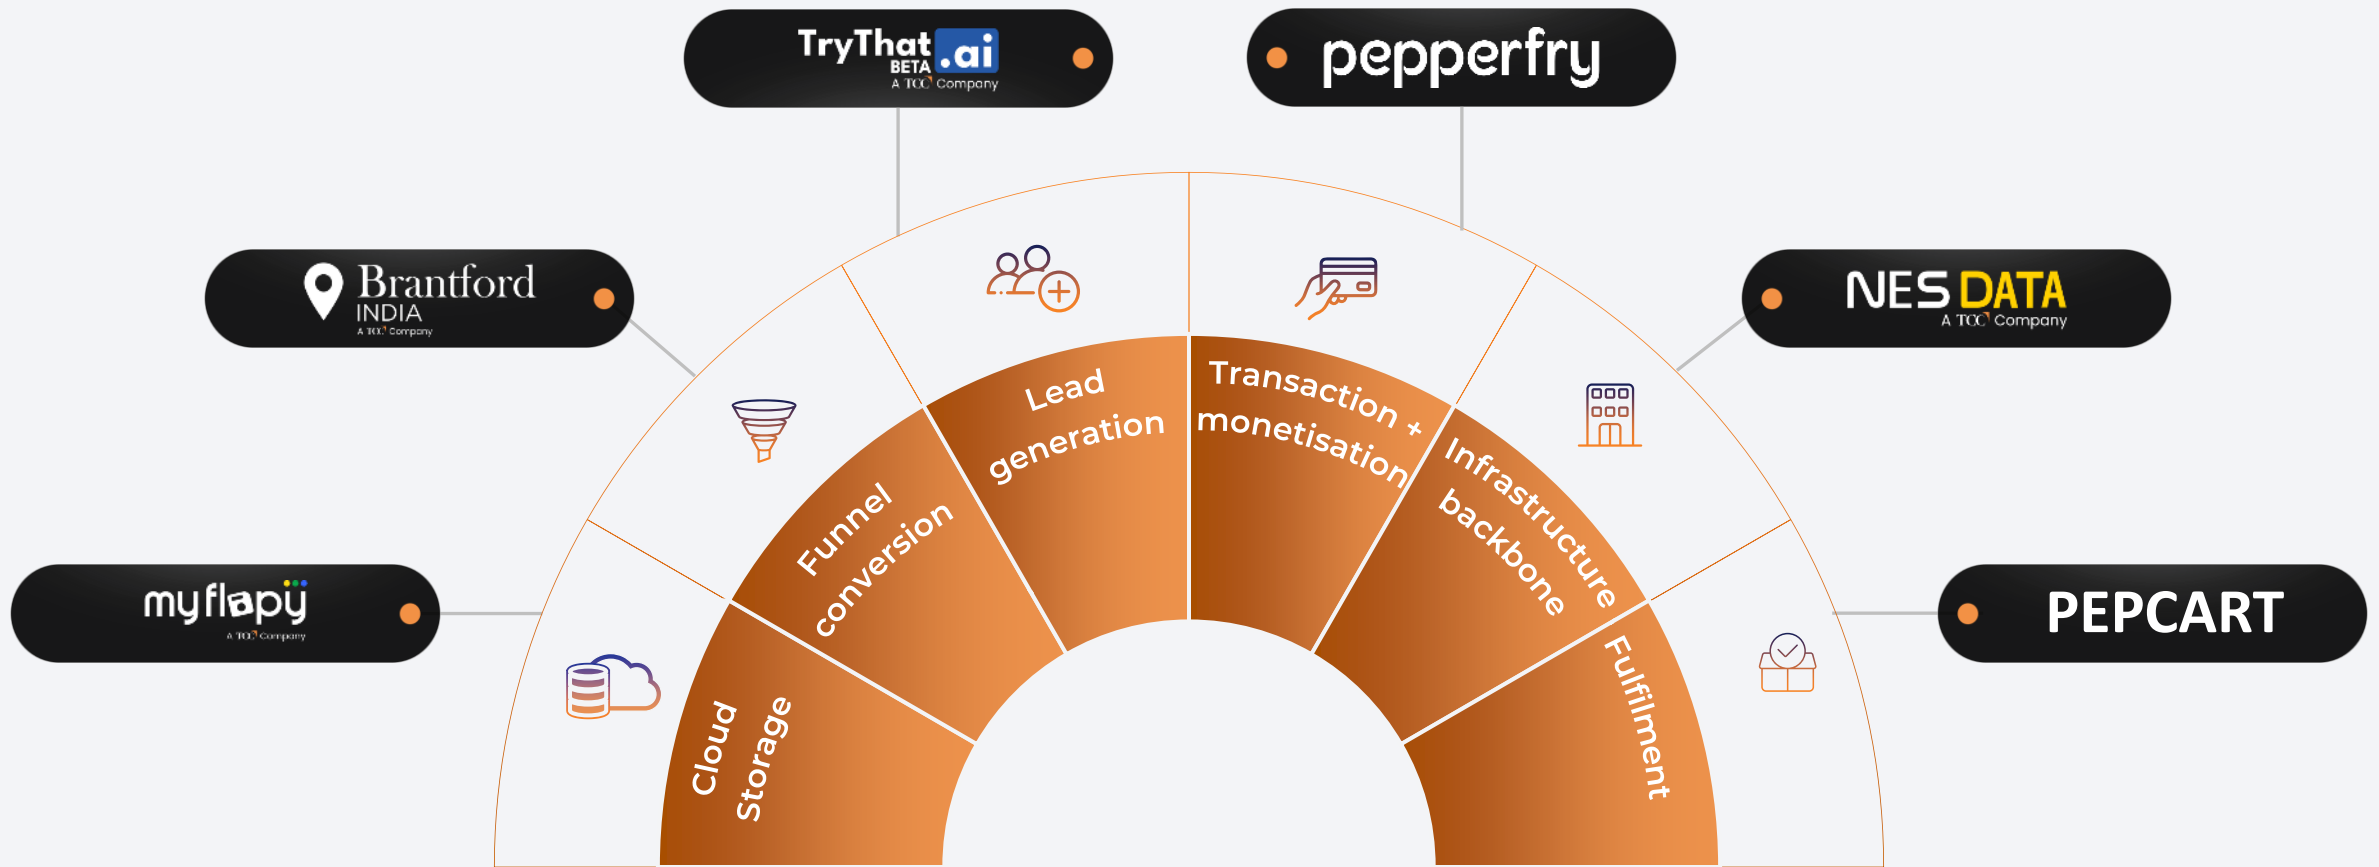 TryThat.ai
BETA
A TCC Company
pepperfry
Brantford
INDIA
A TCC Company
NES DATA
A TCC Company
myflapy
A TCC Company
PEPCART
Cloud
Storage
Funnel
conversion
Lead
generation
Transaction +
monetisation
Infrastructure
backbone
Fulfilment